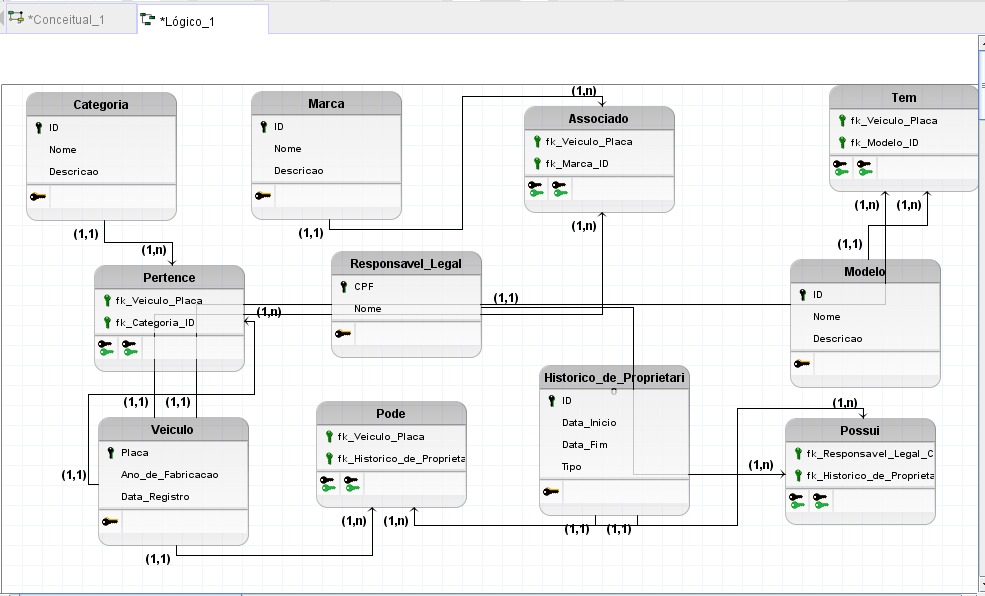 *Conceitual_1
*Lógico_1
Categoria
ID
Nome
Descricao
Marca
ID
Nome
Descricao
(1,n)
Associado
fk_Veiculo_Placa
fk_Marca_ID
Tem
fk_Veiculo_Placa
fk_Modelo_ID
(1,1)
(1,n)
(1,1)
(1,n)
(1,n)
(1,n)
(1,1)
Pertence
fk_Veiculo_Placa
fk_Categoria_ID
(1,n)
Responsavel_Legal
CPF
Nome
(1,1)
Modelo
ID
Nome
Descricao
(1,1)
(1,1)
Veiculo
Placa
Ano_de_Fabricacao
Data_Registro
(1,1)
(1,1)
Pode
fk_Veiculo_Placa
fk_Historico_de_Proprieta
(1,n)
(1,n)
Historico_de_Proprietari
ID
Data_Inicio
Data_Fim
Tipo
(1,1)
(1,1)
(1,n)
(1,n)
Possui
fk_Responsavel_Legal_C
fk_Historico_de_Proprieta